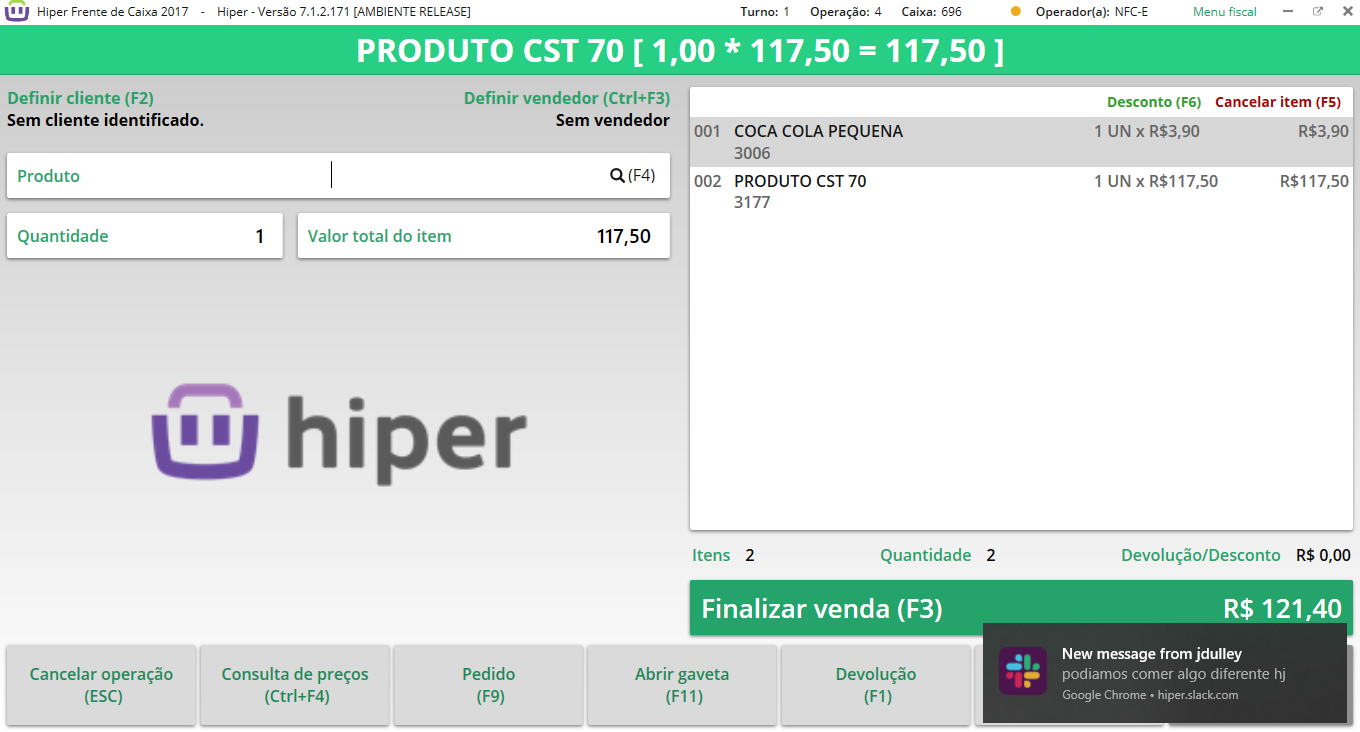 Hiper Frente de Caixa 2017 - Hiper - Versão 7.1.2.171 [AMBIENTE RELEASE] Turno: 1 Operação: 4 Caixa: 696 Operador(a): NFC-E Menu fiscal
PRODUTO CST 70 [ 1,00 * 117,50 = 117,50 ]
Definir cliente (F2) Definir vendedor (Ctrl+F3)
Sem cliente identificado. Sem vendedor
Produto (F4)
Quantidade 1 Valor total do item 117,50
hiper
Desconto (F6) Cancelar item (F5)
001 COCA COLA PEQUENA 1 UN x R$3,90 R$3,90
3006
002 PRODUTO CST 70 1 UN x R$117,50 R$117,50
3177
Itens 2 Quantidade 2 Devolução/Desconto R$ 0,00
Finalizar venda (F3) R$ 121,40
Cancelar operação
(ESC)
Consulta de preços
(Ctrl+F4)
Pedido
(F9)
Abrir gaveta
(F11)
Devolução
(F1)
New message from jdulley
podiamos comer algo diferente hj
Google Chrome • hiper.slack.com